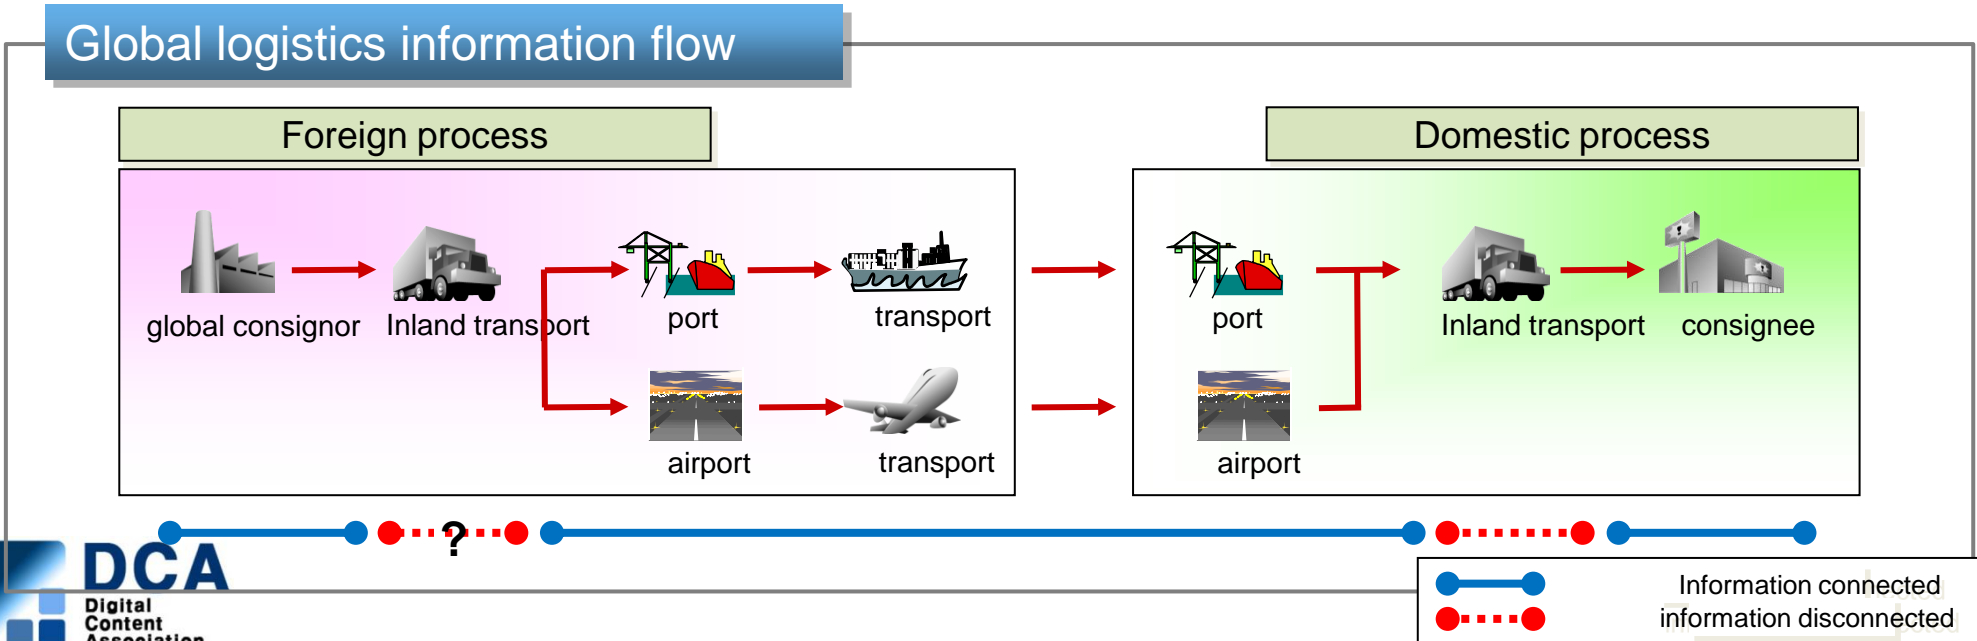 Global logistics information flow
Foreign process
Domestic process
global consignor
Inland transport
port
transport
port
Inland transport
consignee
airport
transport
airport
?
DCA
Digital
Content
Association
Information connected
information disconnected